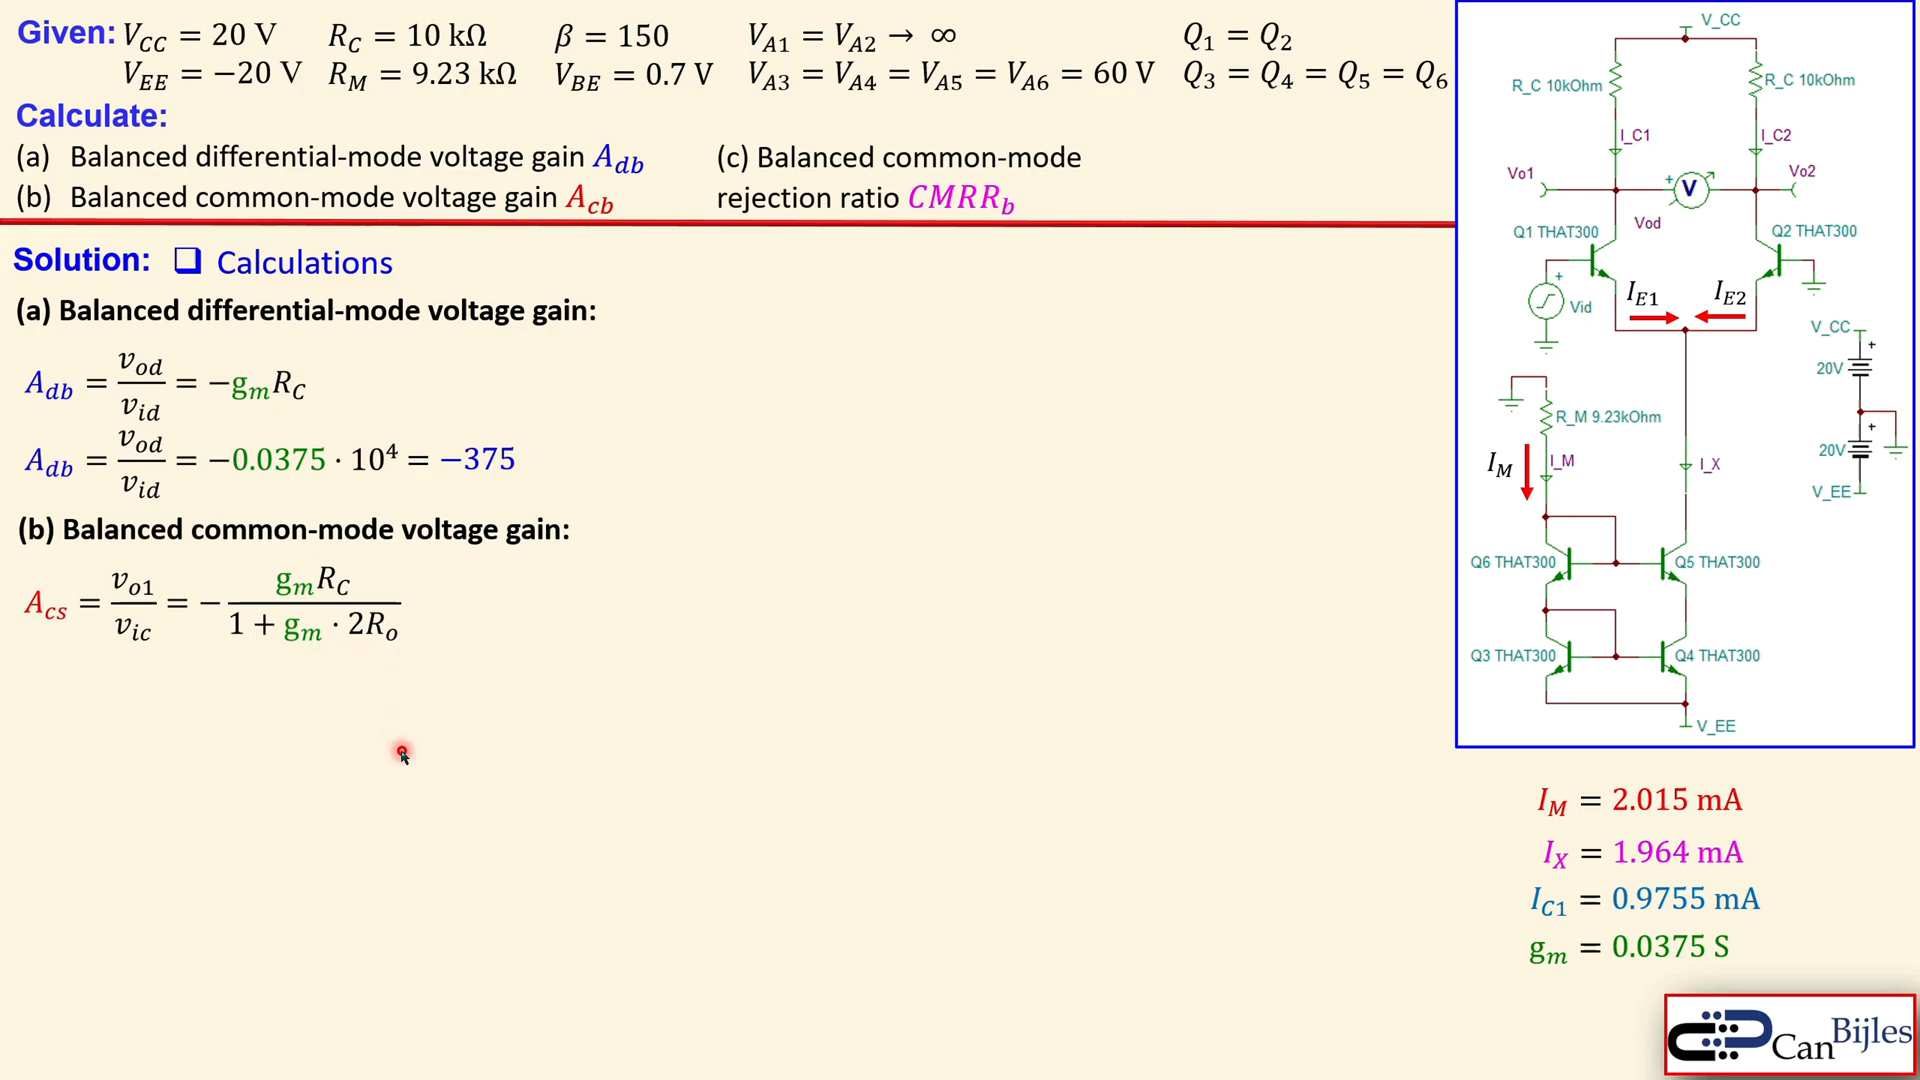 Given: V_CC = 20 V R_C = 10 kΩ β = 150 V_A1 = V_A2 → ∞ Q_1 = Q_2
V_EE = −20 V R_M = 9.23 kΩ V_BE = 0.7 V V_A3 = V_A4 = V_A5 = V_A6 = 60 V Q_3 = Q_4 = Q_5 = Q_6
Calculate:
(a) Balanced differential-mode voltage gain A_db
(b) Balanced common-mode voltage gain A_cb
(c) Balanced common-mode
rejection ratio CMRR_b
Solution: ❑ Calculations
(a) Balanced differential-mode voltage gain:
A_db = v_od / v_id = −g_m R_C
A_db = v_od / v_id = −0.0375 · 10⁴ = −375
(b) Balanced common-mode voltage gain:
A_cs = v_o1 / v_ic = − g_m R_C / 1 + g_m · 2R_o
V_CC
R_C 10kOhm
R_C 10kOhm
I_C1
I_C2
Vo1
+
V
Vo2
Vod
Q1 THAT300
Q2 THAT300
+
Vid
I_E1
I_E2
V_CC
+
20V
+
20V
V_EE
R_M 9.23kOhm
I_M
I_M
I_X
Q6 THAT300
Q5 THAT300
Q3 THAT300
Q4 THAT300
V_EE
I_M = 2.015 mA
I_X = 1.964 mA
I_C1 = 0.9755 mA
g_m = 0.0375 S
CanBijles